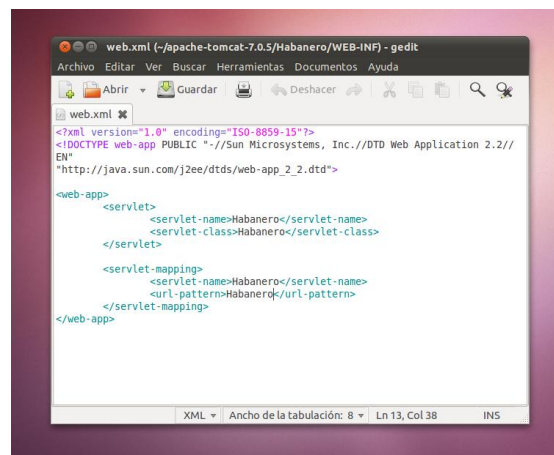 web.xml (~/apache-tomcat-7.0.5/Habanero/WEB-INF) - gedit
Archivo Editar Ver Buscar Herramientas Documentos Ayuda
Abrir Guardar Deshacer
web.xml
<?xml version="1.0" encoding="ISO-8859-15"?>
<!DOCTYPE web-app PUBLIC "-//Sun Microsystems, Inc.//DTD Web Application 2.2//
EN"
"http://java.sun.com/j2ee/dtds/web-app_2_2.dtd">
<web-app>
<servlet>
<servlet-name>Habanero</servlet-name>
<servlet-class>Habanero</servlet-class>
</servlet>
<servlet-mapping>
<servlet-name>Habanero</servlet-name>
<url-pattern>Habanero</url-pattern>
</servlet-mapping>
</web-app>
XML Ancho de la tabulación: 8 Ln 13, Col 38 INS